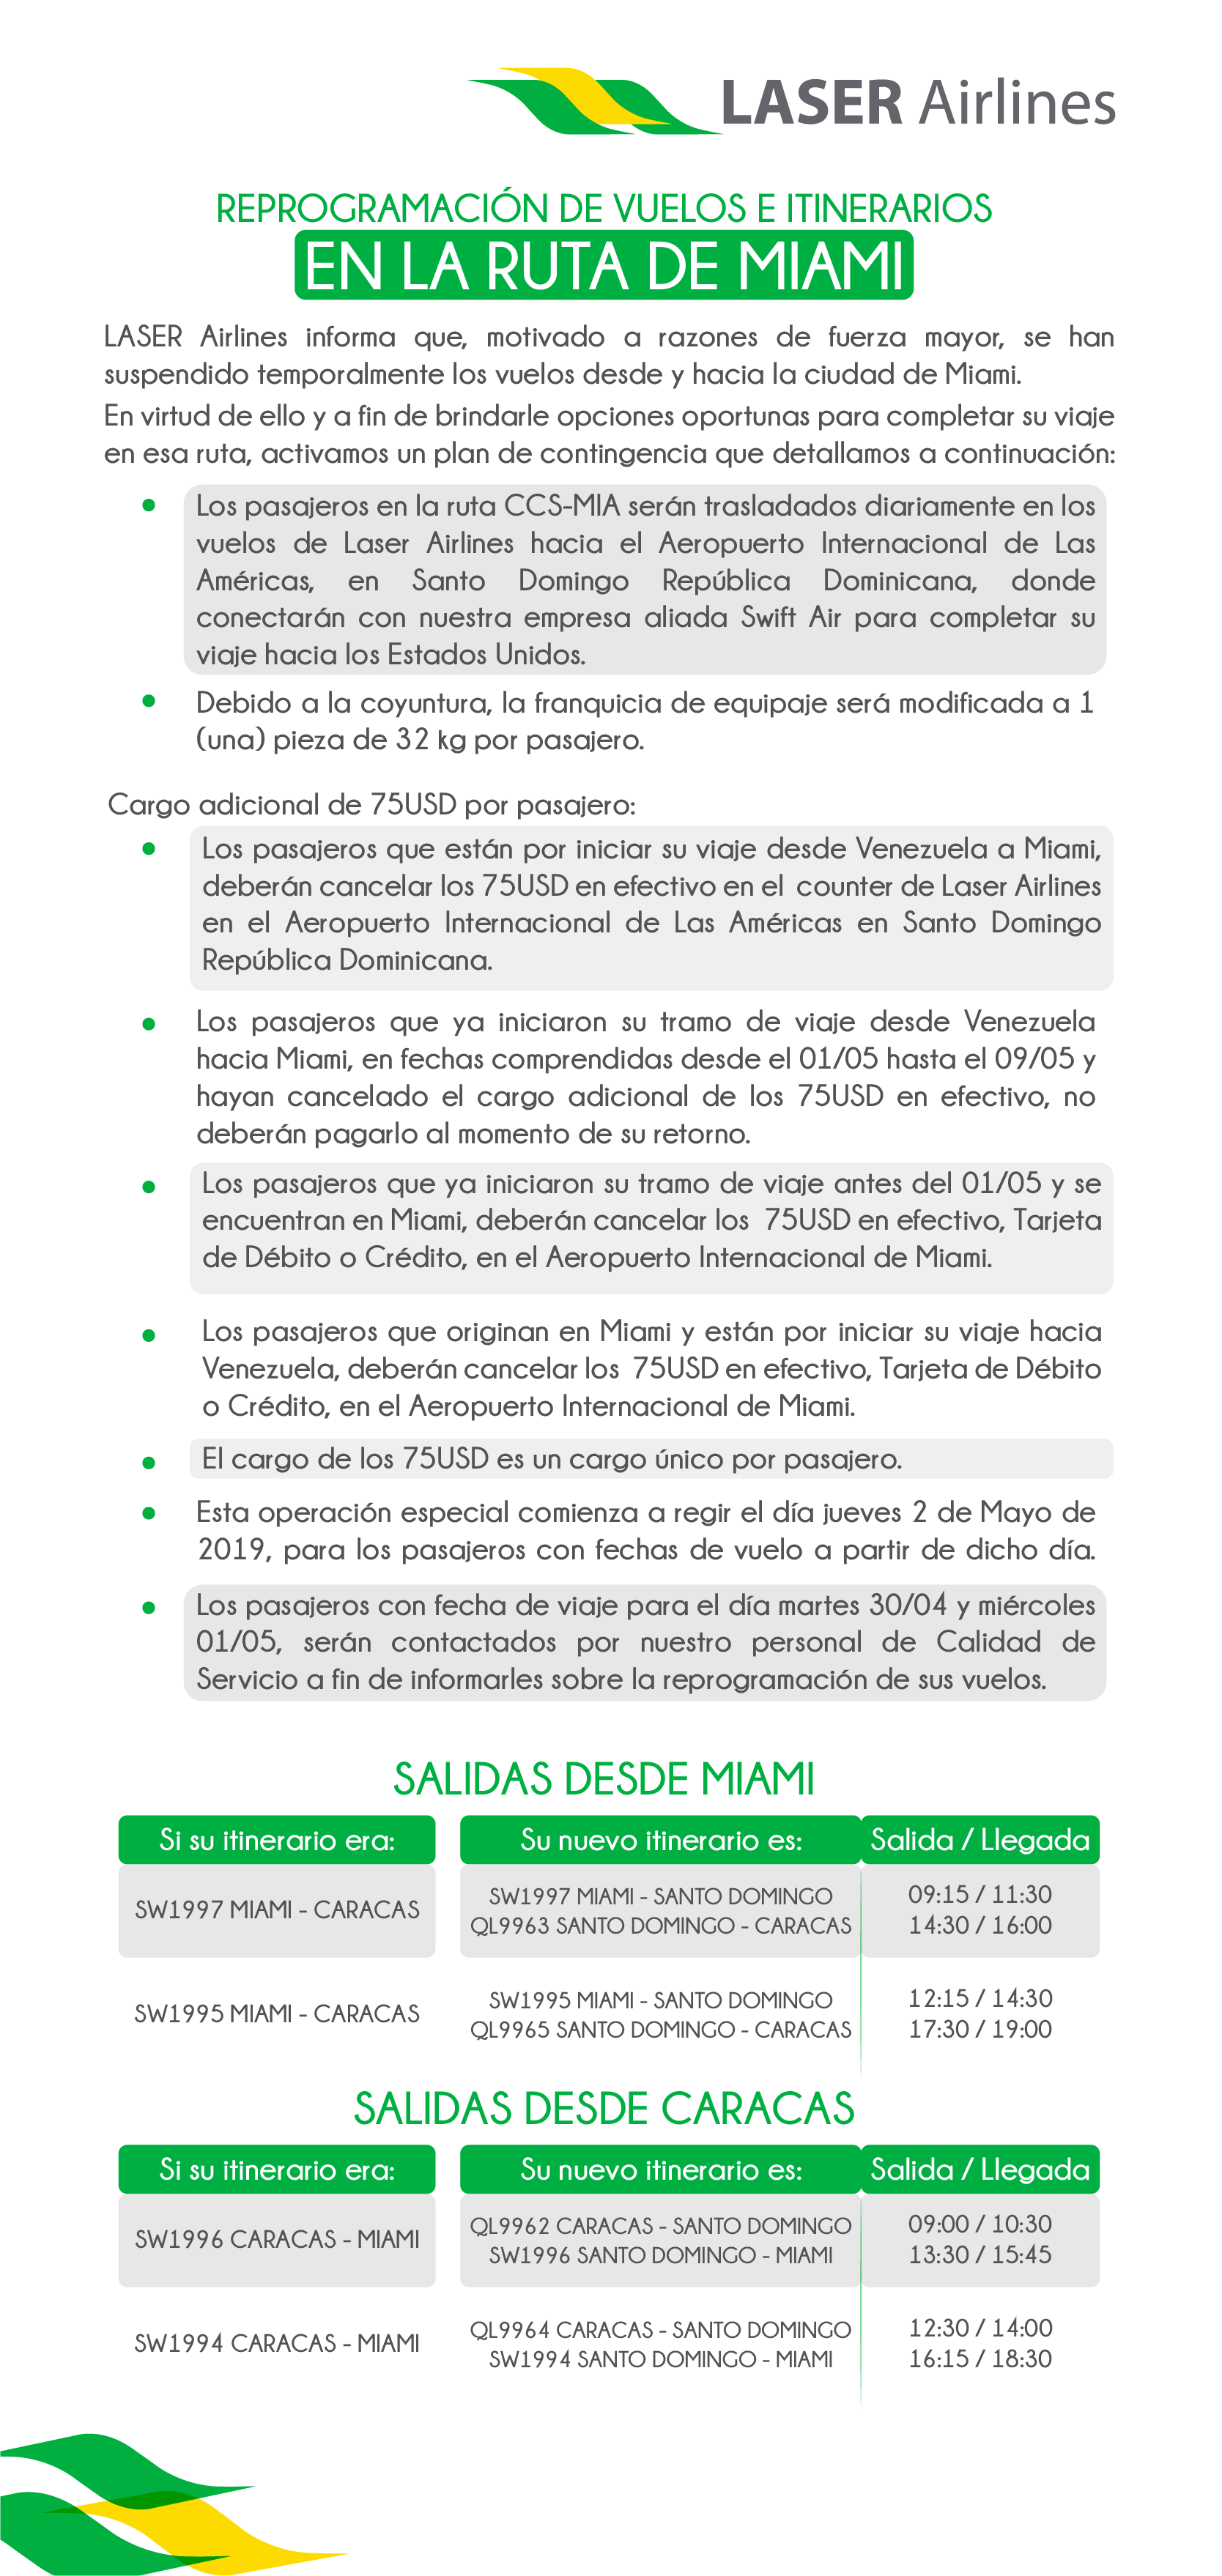 LASER Airlines
REPROGRAMACIÓN DE VUELOS E ITINERARIOS
EN LA RUTA DE MIAMI
LASER Airlines informa que, motivado a razones de fuerza mayor, se han
suspendido temporalmente los vuelos desde y hacia la ciudad de Miami.
En virtud de ello y a fin de brindarle opciones oportunas para completar su viaje
en esa ruta, activamos un plan de contingencia que detallamos a continuación:
• Los pasajeros en la ruta CCS-MIA serán trasladados diariamente en los
vuelos de Laser Airlines hacia el Aeropuerto Internacional de Las
Américas, en Santo Domingo República Dominicana, donde
conectarán con nuestra empresa aliada Swift Air para completar su
viaje hacia los Estados Unidos.
• Debido a la coyuntura, la franquicia de equipaje será modificada a 1
(una) pieza de 32 kg por pasajero.
Cargo adicional de 75USD por pasajero:
• Los pasajeros que están por iniciar su viaje desde Venezuela a Miami,
deberán cancelar los 75USD en efectivo en el counter de Laser Airlines
en el Aeropuerto Internacional de Las Américas en Santo Domingo
República Dominicana.
• Los pasajeros que ya iniciaron su tramo de viaje desde Venezuela
hacia Miami, en fechas comprendidas desde el 01/05 hasta el 09/05 y
hayan cancelado el cargo adicional de los 75USD en efectivo, no
deberán pagarlo al momento de su retorno.
• Los pasajeros que ya iniciaron su tramo de viaje antes del 01/05 y se
encuentran en Miami, deberán cancelar los 75USD en efectivo, Tarjeta
de Débito o Crédito, en el Aeropuerto Internacional de Miami.
• Los pasajeros que originan en Miami y están por iniciar su viaje hacia
Venezuela, deberán cancelar los 75USD en efectivo, Tarjeta de Débito
o Crédito, en el Aeropuerto Internacional de Miami.
• El cargo de los 75USD es un cargo único por pasajero.
• Esta operación especial comienza a regir el día jueves 2 de Mayo de
2019, para los pasajeros con fechas de vuelo a partir de dicho día.
• Los pasajeros con fecha de viaje para el día martes 30/04 y miércoles
01/05, serán contactados por nuestro personal de Calidad de
Servicio a fin de informarles sobre la reprogramación de sus vuelos.
SALIDAS DESDE MIAMI
Si su itinerario era: Su nuevo itinerario es: Salida / Llegada
SW1997 MIAMI - CARACAS
SW1997 MIAMI - SANTO DOMINGO 09:15 / 11:30
QL9963 SANTO DOMINGO - CARACAS 14:30 / 16:00
SW1995 MIAMI - CARACAS
SW1995 MIAMI - SANTO DOMINGO 12:15 / 14:30
QL9965 SANTO DOMINGO - CARACAS 17:30 / 19:00
SALIDAS DESDE CARACAS
Si su itinerario era: Su nuevo itinerario es: Salida / Llegada
SW1996 CARACAS - MIAMI
QL9962 CARACAS - SANTO DOMINGO 09:00 / 10:30
SW1996 SANTO DOMINGO - MIAMI 13:30 / 15:45
SW1994 CARACAS - MIAMI
QL9964 CARACAS - SANTO DOMINGO 12:30 / 14:00
SW1994 SANTO DOMINGO - MIAMI 16:15 / 18:30